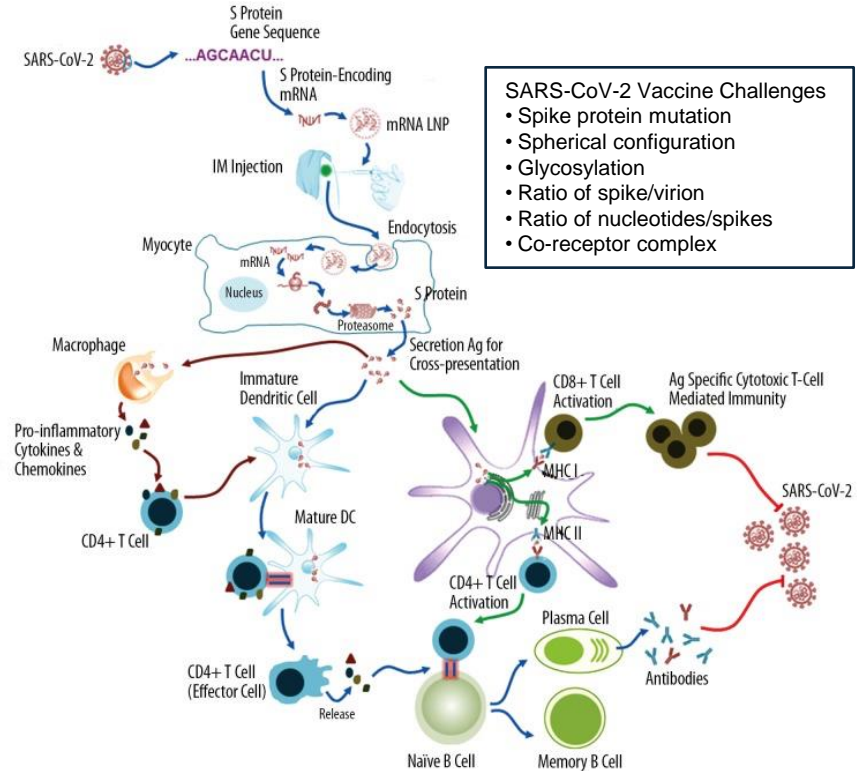 S Protein
Gene Sequence
SARS-CoV-2
...AGCAACU...
S Protein-Encoding
mRNA
mRNA LNP
IM Injection
SARS-CoV-2 Vaccine Challenges
• Spike protein mutation
• Spherical configuration
• Glycosylation
• Ratio of spike/virion
• Ratio of nucleotides/spikes
• Co-receptor complex
Endocytosis
Myocyte
mRNA
Nucleus
S Protein
Proteasome
Macrophage
Secretion Ag for
Cross-presentation
Immature
Dendritic Cell
CD8+ T Cell
Activation
Ag Specific Cytotoxic T-Cell
Mediated Immunity
Pro-inflammatory
Cytokines &
Chemokines
MHC I
SARS-CoV-2
CD4+ T Cell
Mature DC
MHC II
CD4+ T Cell
Activation
Plasma Cell
CD4+ T Cell
(Effector Cell)
Release
Antibodies
Naïve B Cell
Memory B Cell